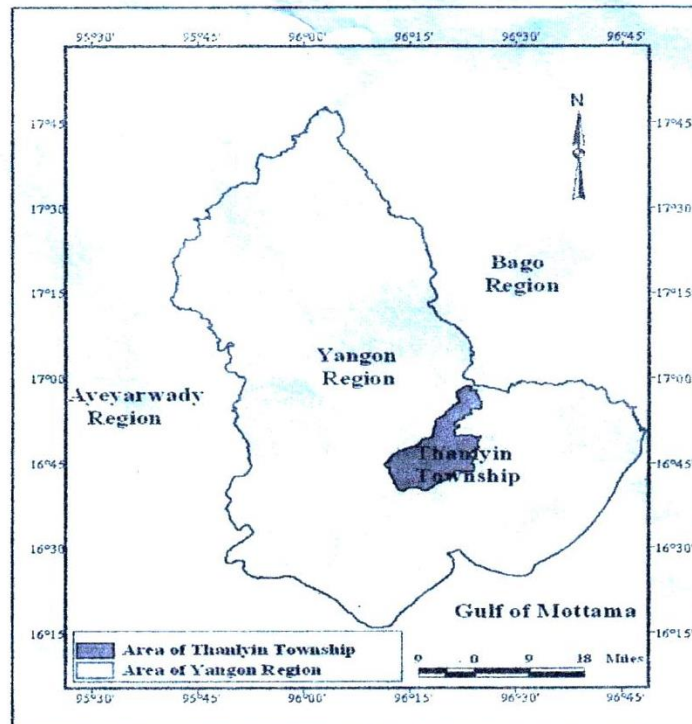 95°30' 95°45' 96°00' 96°15' 96°30' 96°45'
N
17°45' 17°45'
17°30' 17°30'
Bago
Region
17°15' 17°15'
Yangon
Region
17°00' 17°00'
Ayeyarwady
Region
Thanlyin
Township
16°45' 16°45'
16°30' 16°30'
Gulf of Mottama
16°15' 16°15'
Area of Thanlyin Township
Area of Yangon Region
0 0 9 18 Miles
95°30' 95°45' 96°00' 96°15' 96°30' 96°45'